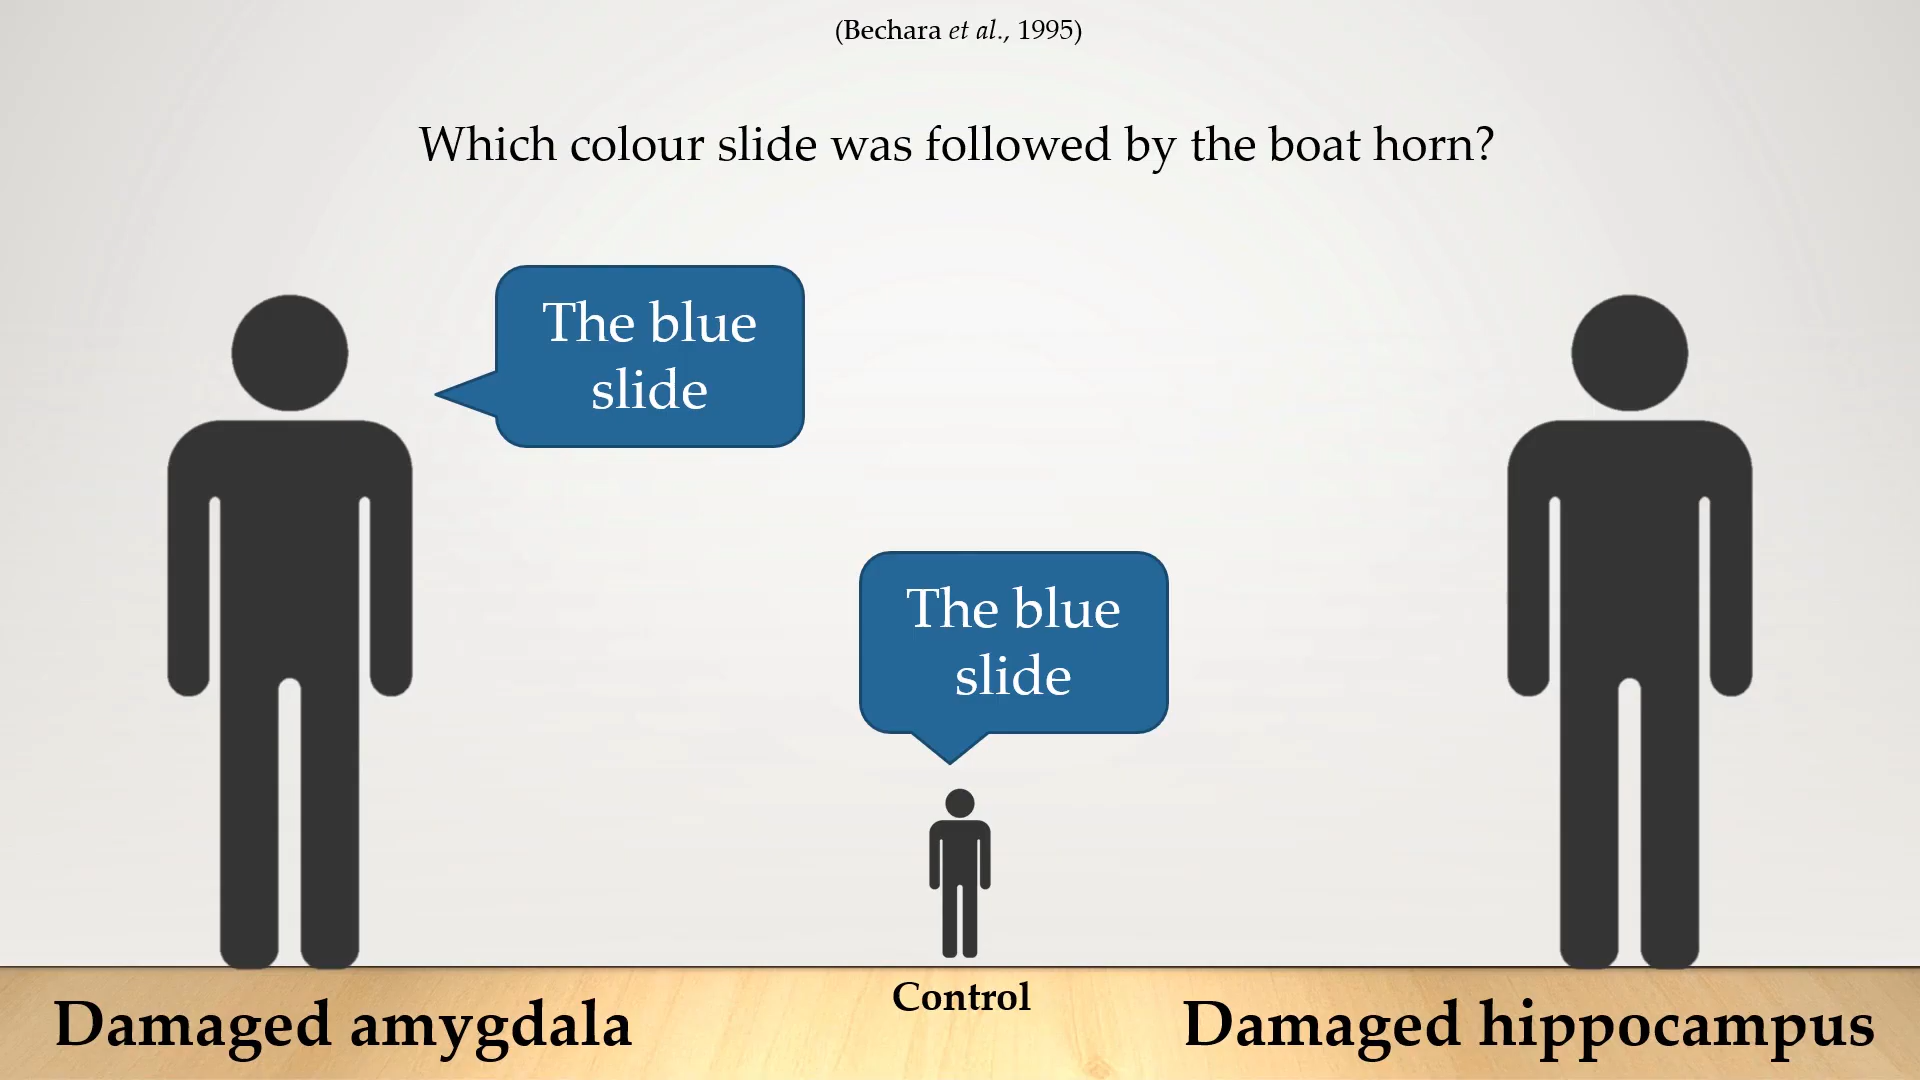 (Bechara et al., 1995)
Which colour slide was followed by the boat horn?
The blue
slide
The blue
slide
Control
Damaged amygdala
Damaged hippocampus